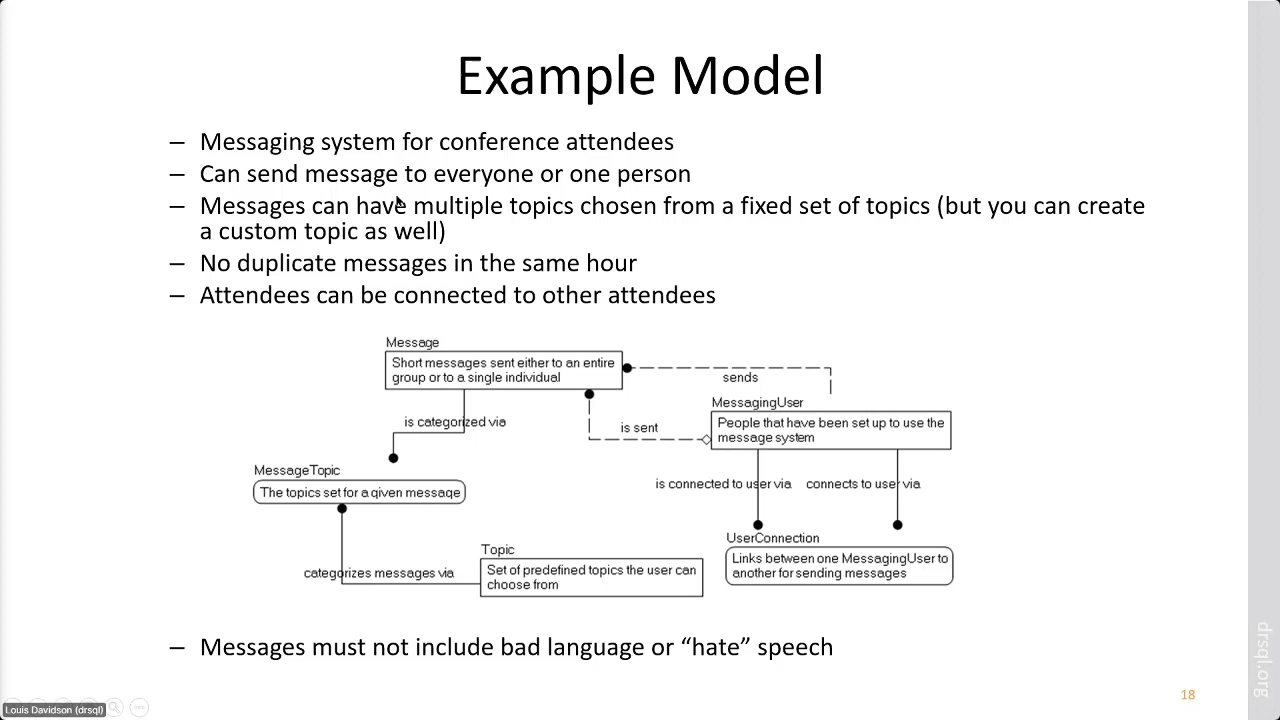 Example Model
– Messaging system for conference attendees
– Can send message to everyone or one person
– Messages can have multiple topics chosen from a fixed set of topics (but you can create
a custom topic as well)
– No duplicate messages in the same hour
– Attendees can be connected to other attendees
Message
Short messages sent either to an entire
group or to a single individual
sends
MessagingUser
People that have been set up to use the
message system
is categorized via
is sent
MessageTopic
The topics set for a given message
is connected to user via
connects to user via
UserConnection
Links between one MessagingUser to
another for sending messages
Topic
Set of predefined topics the user can
choose from
categorizes messages via
– Messages must not include bad language or “hate” speech
drsql.org
18
Louis Davidson (drsql)